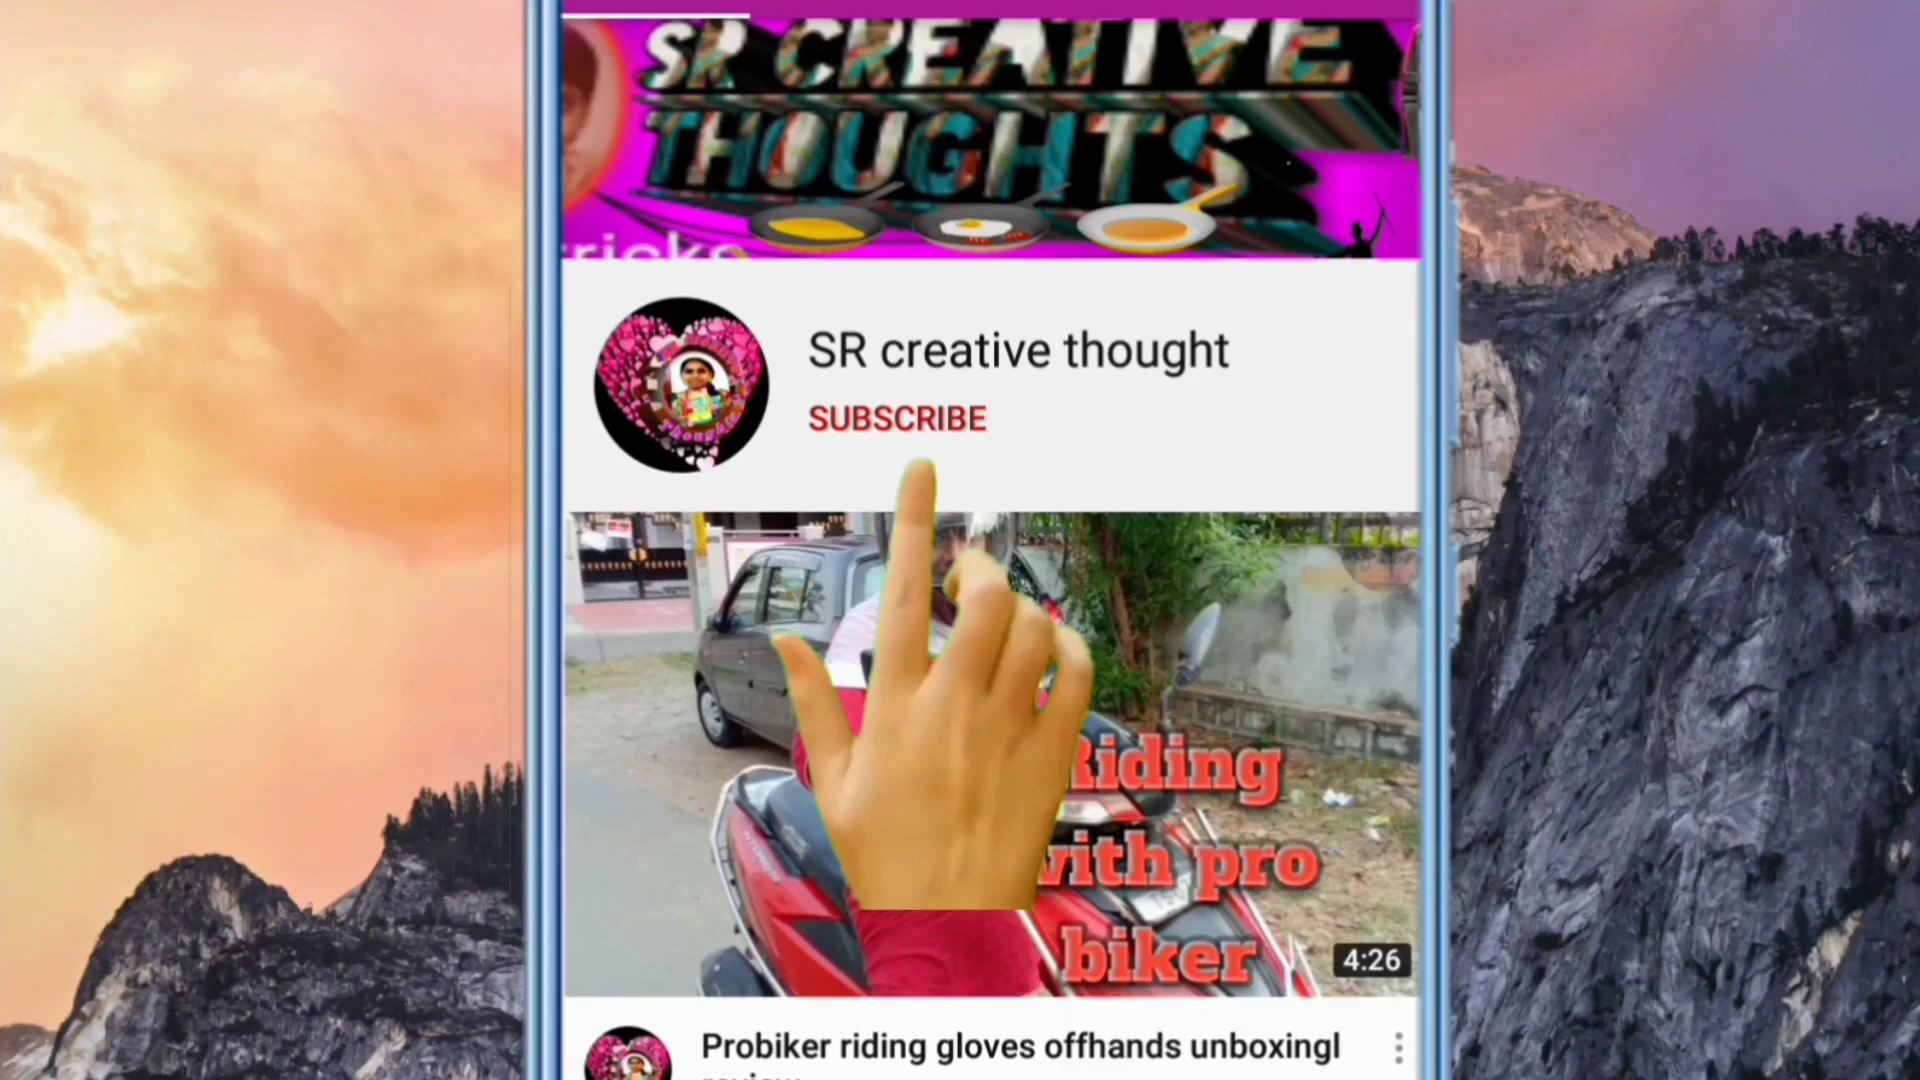 SR CREATIVE
THOUGHTS
SR creative thought
SUBSCRIBE
Riding
with pro
biker
4:26
Probiker riding gloves offhands unboxingl